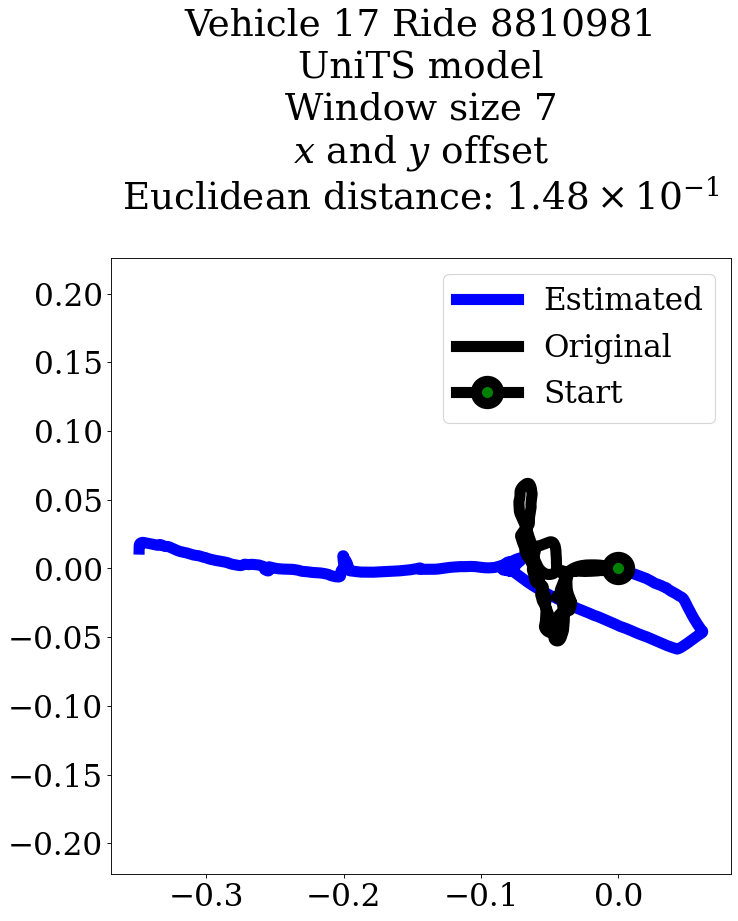 Vehicle 17 Ride 8810981
UniTS model
Window size 7
x and y offset
Euclidean distance: 1.48 × 10⁻¹
Estimated
Original
Start
0.20
0.15
0.10
0.05
0.00
−0.05
−0.10
−0.15
−0.20
−0.3 −0.2 −0.1 0.0